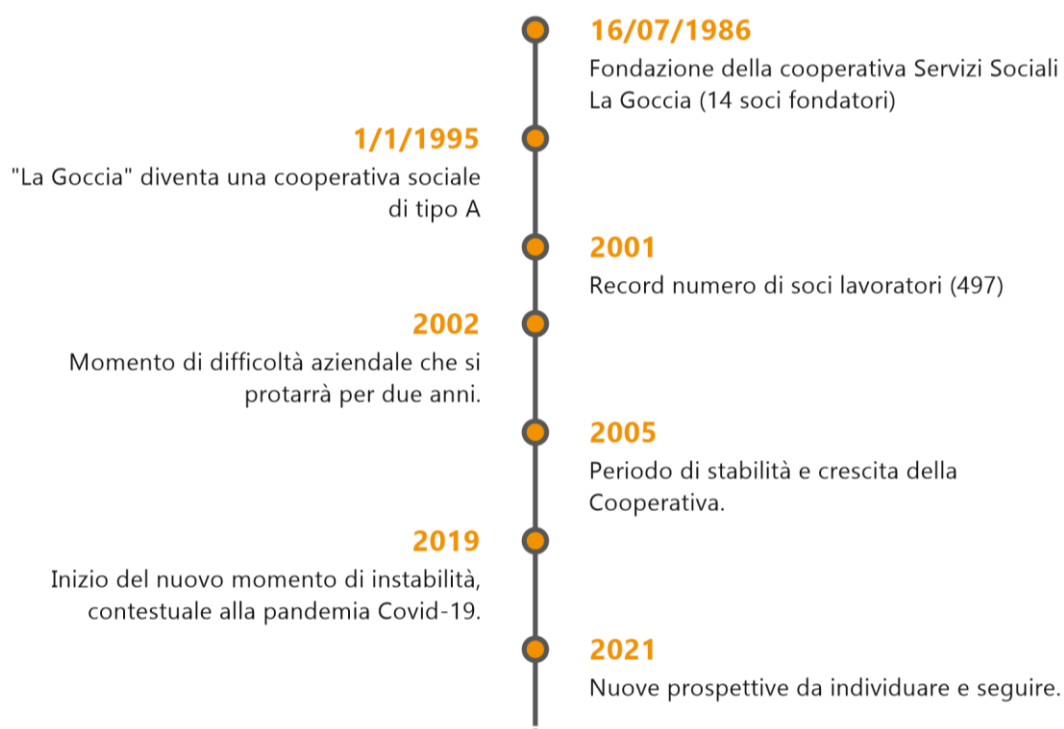 16/07/1986
Fondazione della cooperativa Servizi Sociali
La Goccia (14 soci fondatori)
1/1/1995
"La Goccia" diventa una cooperativa sociale
di tipo A
2001
Record numero di soci lavoratori (497)
2002
Momento di difficoltà aziendale che si
protarrà per due anni.
2005
Periodo di stabilità e crescita della
Cooperativa.
2019
Inizio del nuovo momento di instabilità,
contestuale alla pandemia Covid-19.
2021
Nuove prospettive da individuare e seguire.